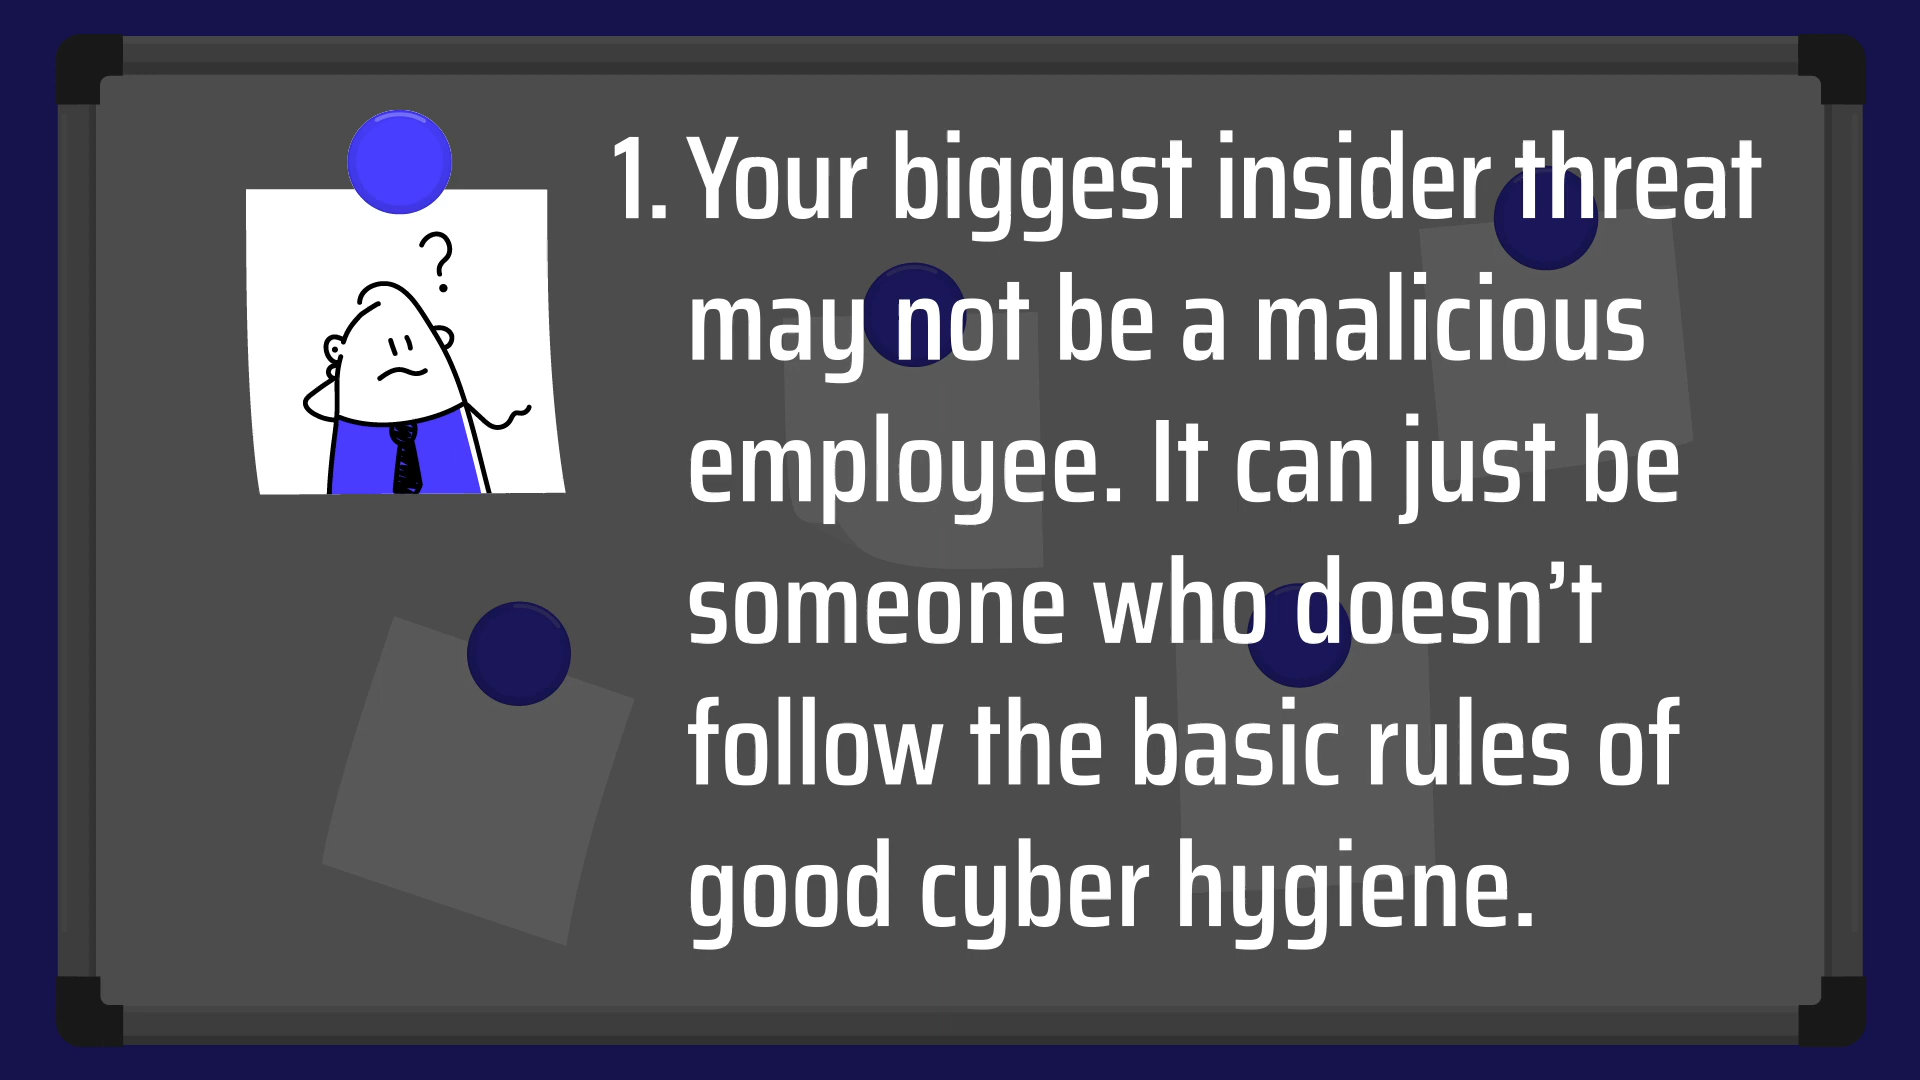 1. Your biggest insider threat
may not be a malicious
employee. It can just be
someone who doesn’t
follow the basic rules of
good cyber hygiene.